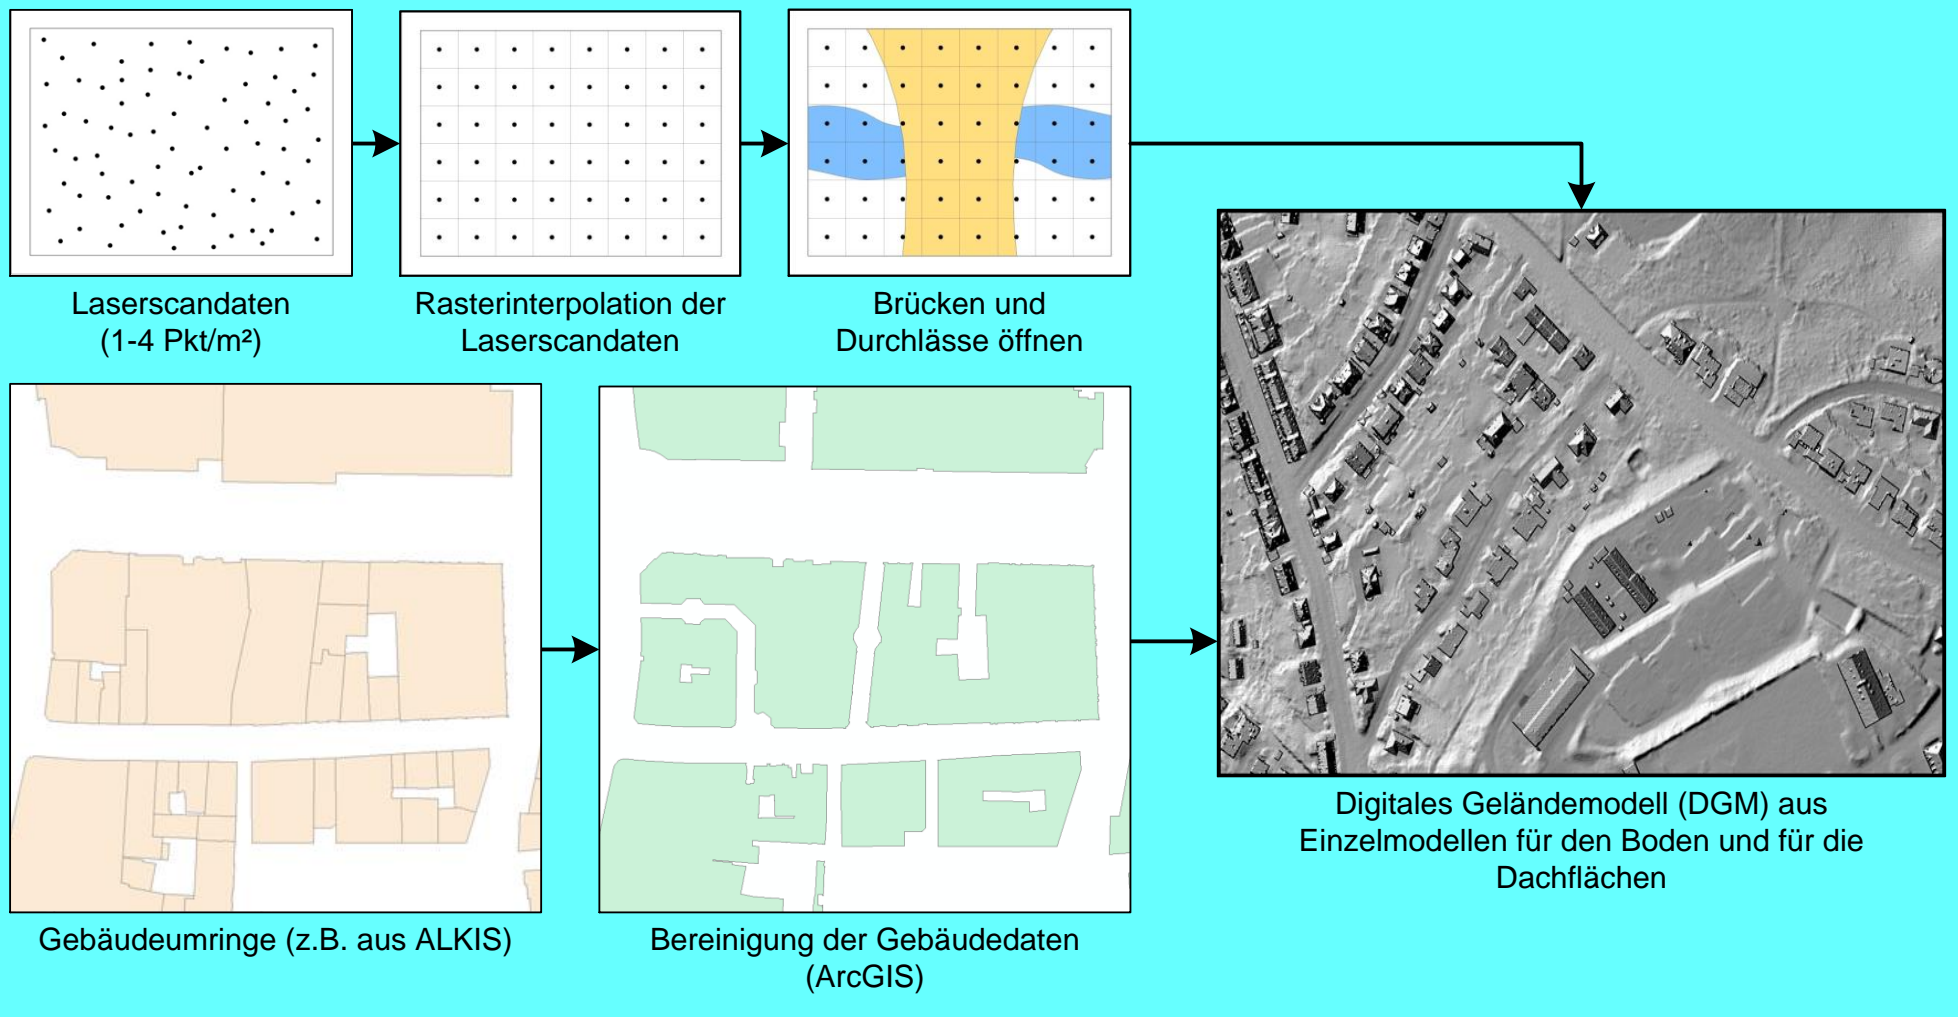 Laserscandaten
(1-4 Pkt/m²)
Rasterinterpolation der
Laserscandaten
Brücken und
Durchlässe öffnen
Digitales Geländemodell (DGM) aus
Einzelmodellen für den Boden und für die
Dachflächen
Gebäudeumringe (z.B. aus ALKIS)
Bereinigung der Gebäudedaten
(ArcGIS)